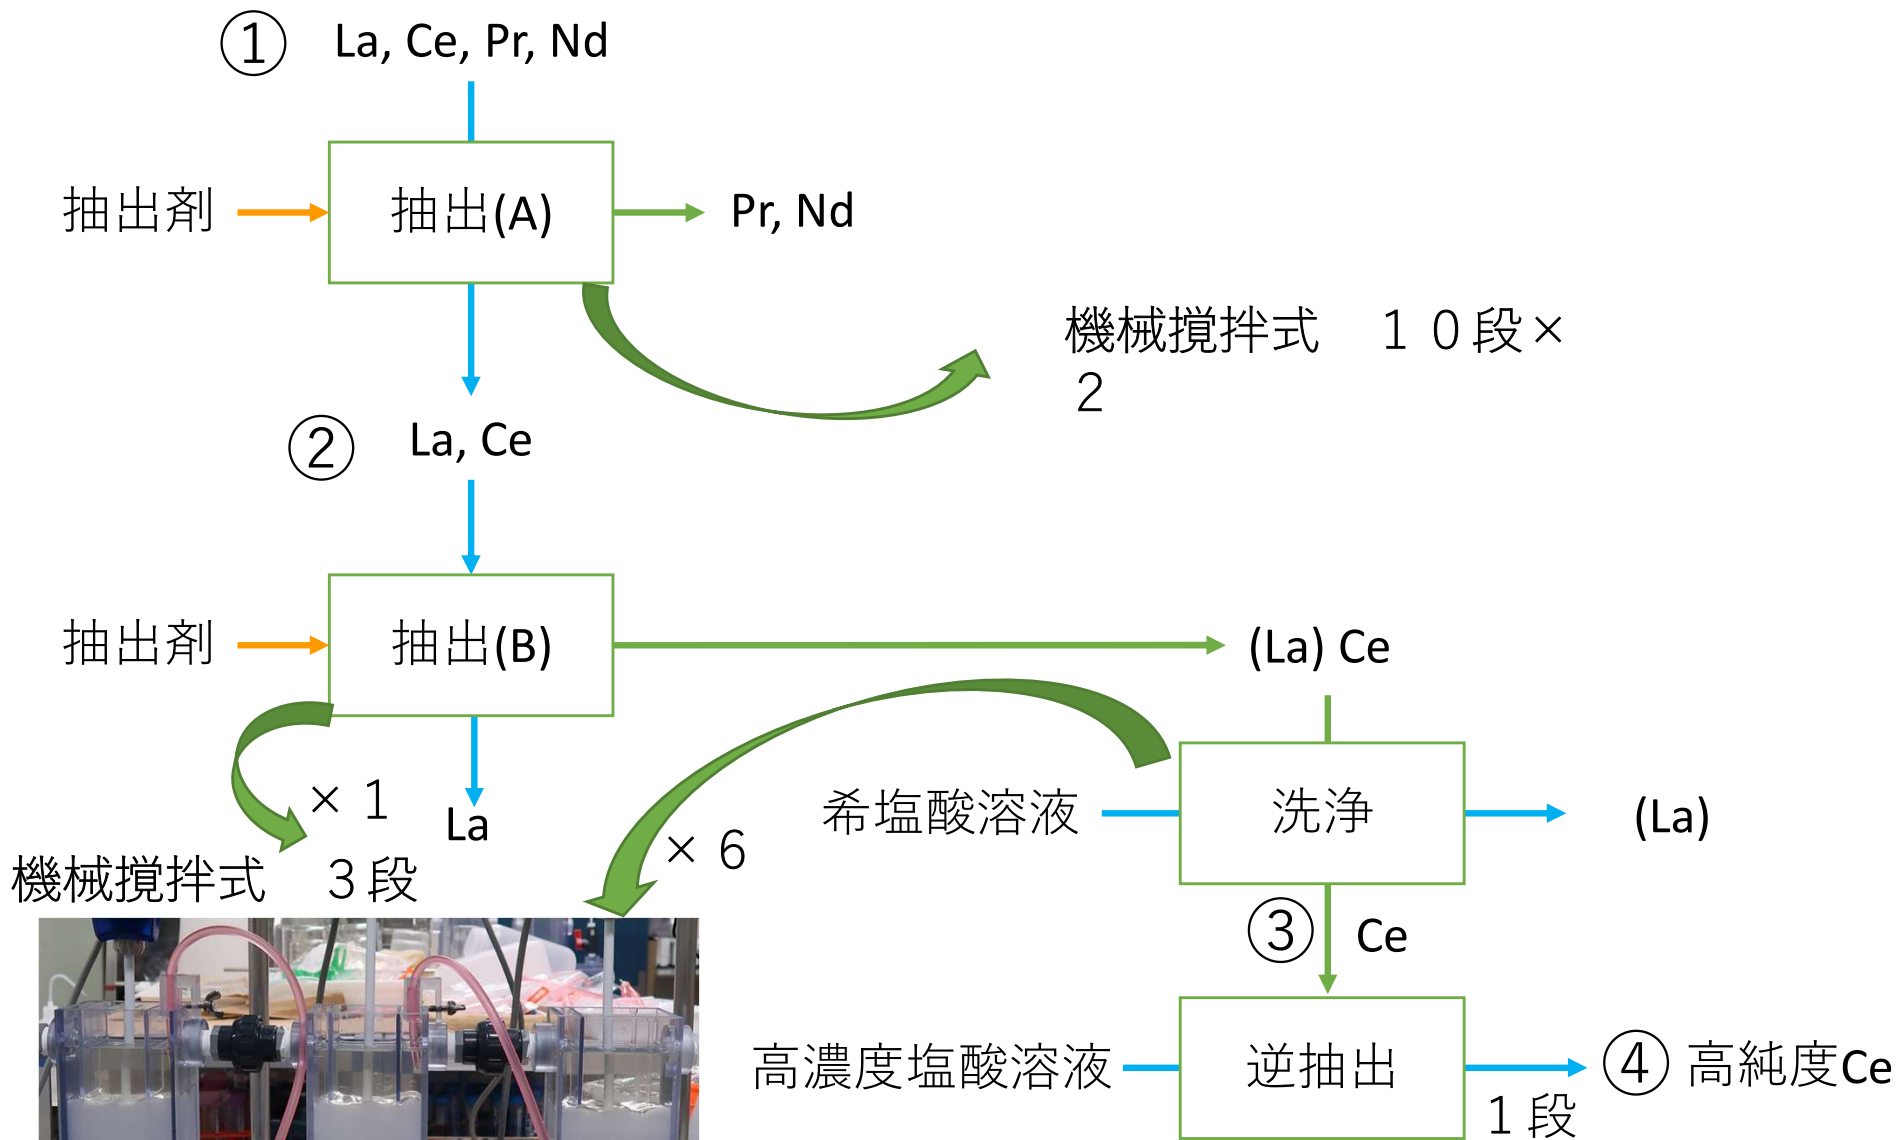 ① La, Ce, Pr, Nd
抽出剤
抽出(A)
Pr, Nd
機械攪拌式　１０段×
２
② La, Ce
抽出剤
抽出(B)
(La) Ce
×１
La
機械攪拌式　３段
×６
希塩酸溶液
洗浄
(La)
③ Ce
高濃度塩酸溶液
逆抽出
④ 高純度Ce
１段